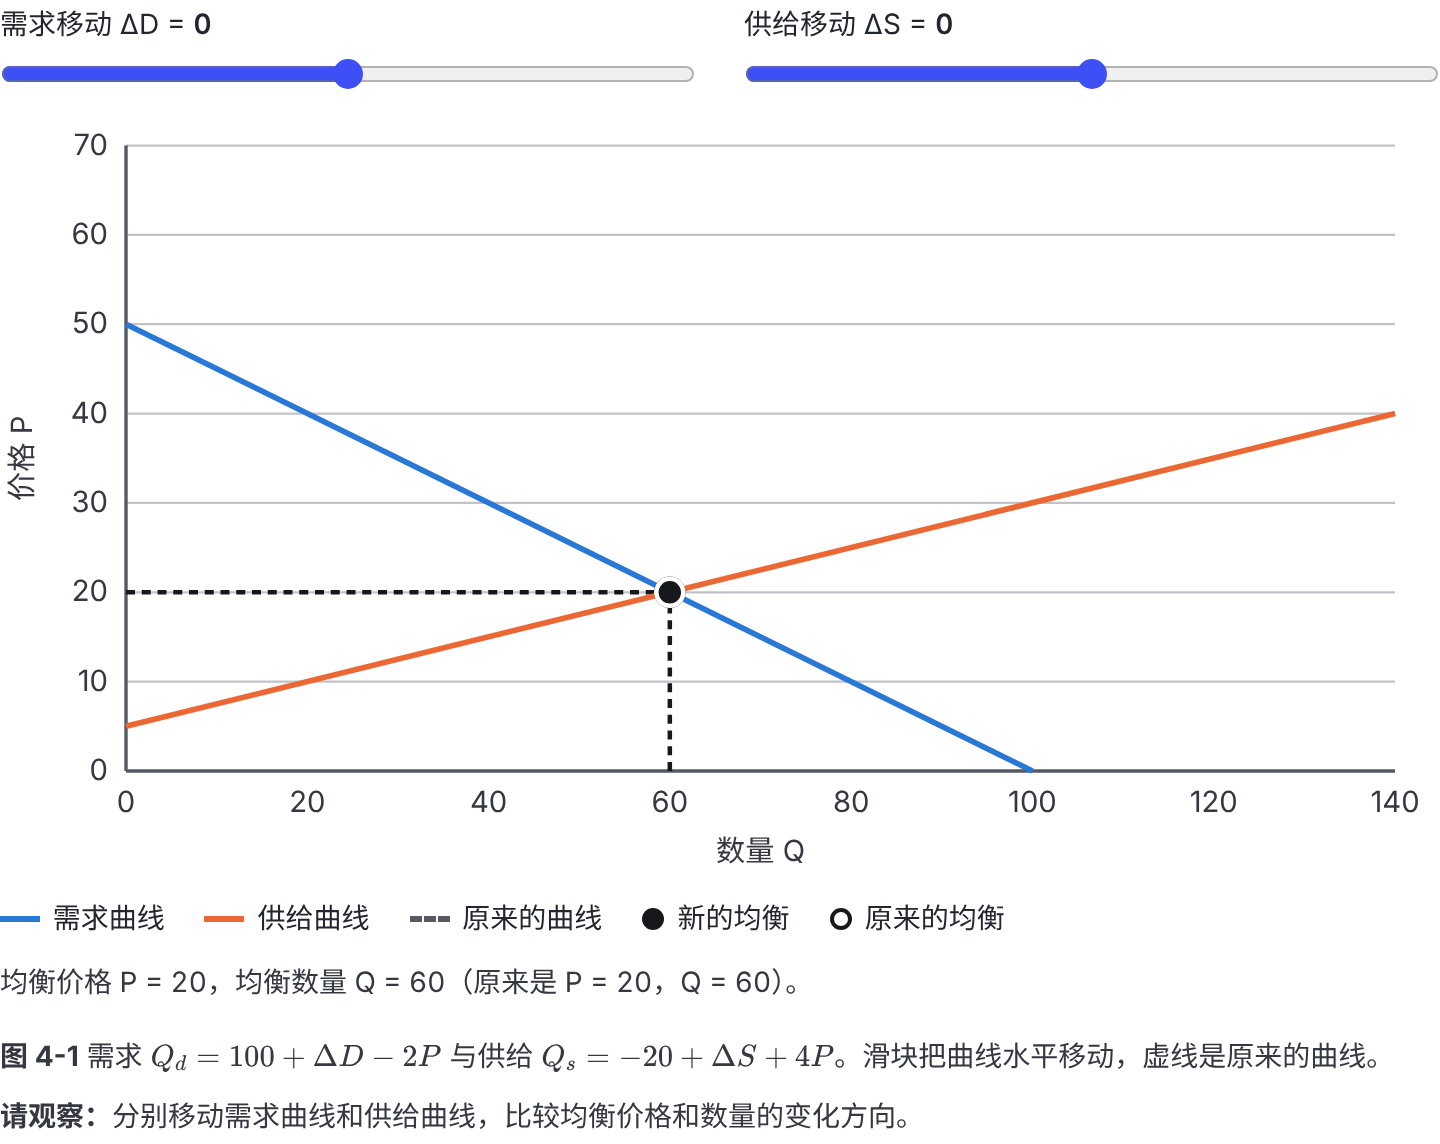 需求移动 ΔD = 0
供给移动 ΔS = 0
70
60
50
40
30
20
10
0
价格 P
0 20 40 60 80 100 120 140
数量 Q
需求曲线 供给曲线 原来的曲线 新的均衡 原来的均衡
均衡价格 P = 20，均衡数量 Q = 60（原来是 P = 20，Q = 60）。
图 4-1 需求 Q_d = 100 + ΔD − 2P 与供给 Q_s = −20 + ΔS + 4P。滑块把曲线水平移动，虚线是原来的曲线。
请观察：分别移动需求曲线和供给曲线，比较均衡价格和数量的变化方向。